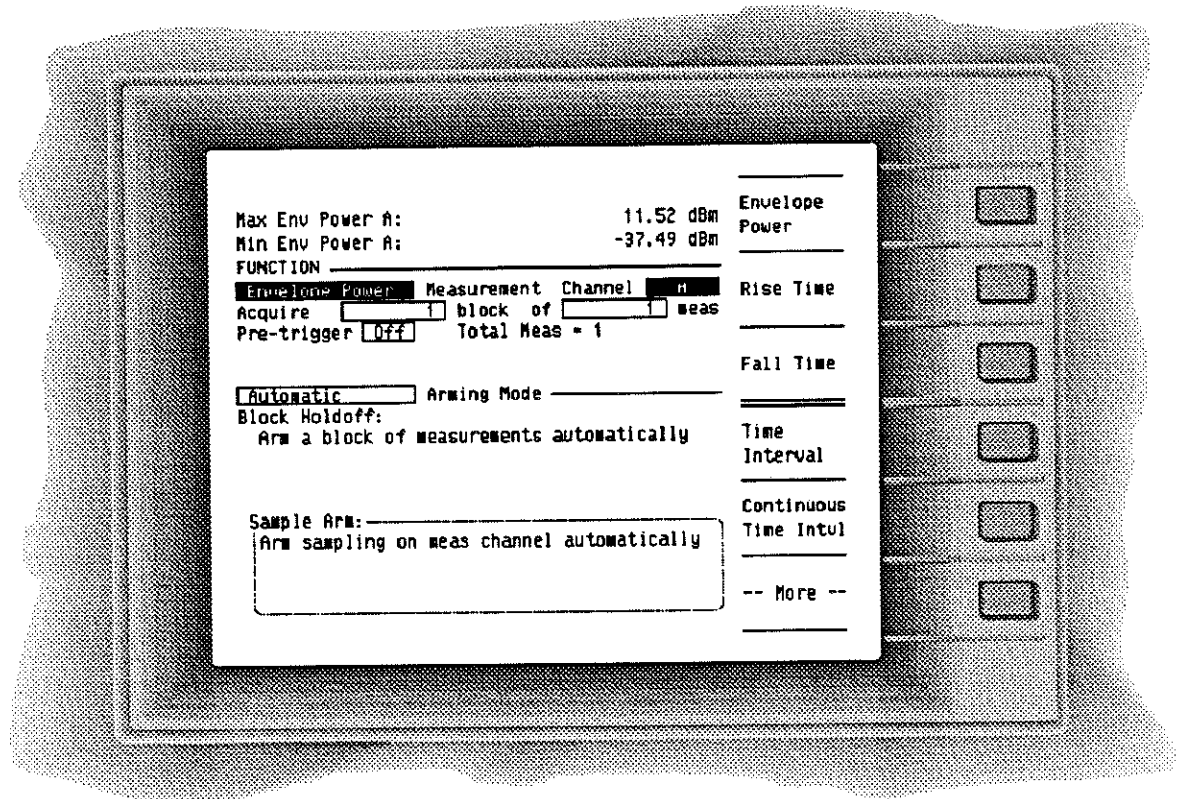 Max Env Power A: 11.52 dBm
Min Env Power A: -37.49 dBm
FUNCTION
Envelope Power Measurement Channel A
Acquire 1 block of 1 meas
Pre-trigger Off Total Meas = 1
Automatic Arming Mode
Block Holdoff:
Arm a block of measurements automatically
Sample Arm:
Arm sampling on meas channel automatically
Envelope
Power
Rise Time
Fall Time
Time
Interval
Continuous
Time Intvl
-- More --